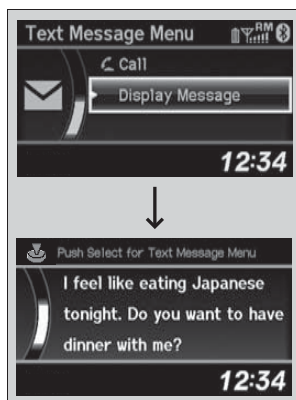 Text Message Menu RM
Call
Display Message
12:34
Push Select for Text Message Menu
I feel like eating Japanese
tonight. Do you want to have
dinner with me?
12:34